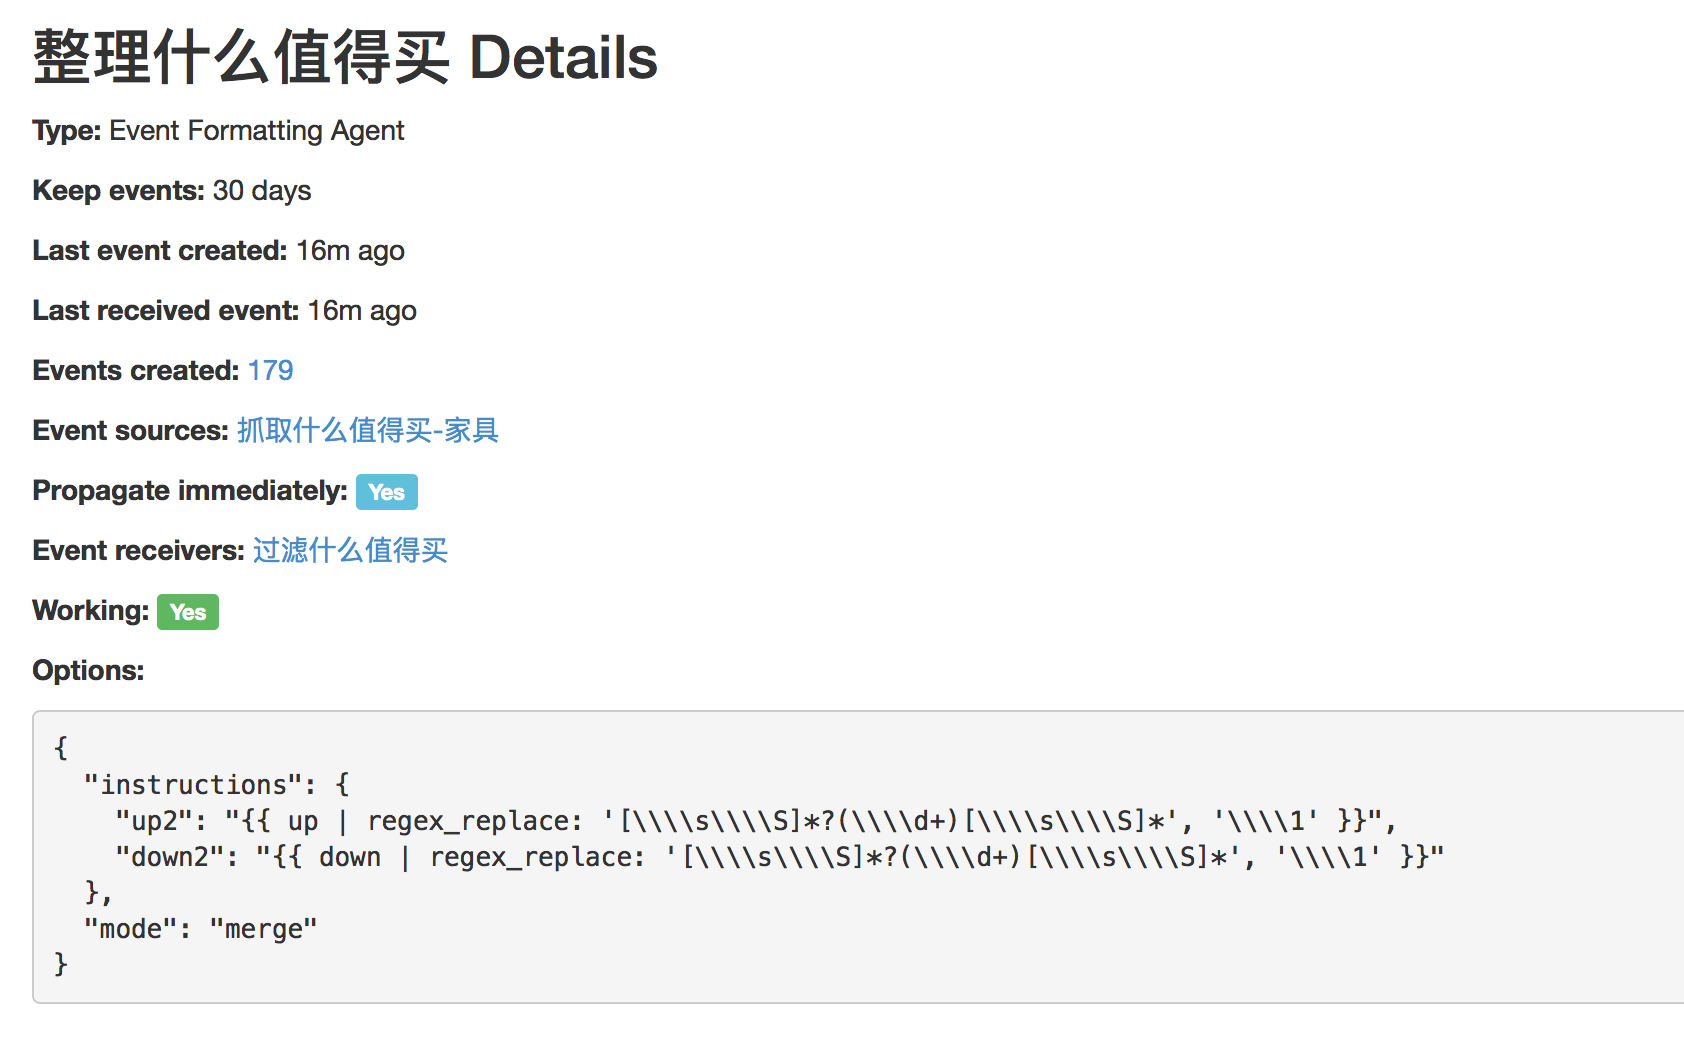 整理什么值得买 Details
Type: Event Formatting Agent
Keep events: 30 days
Last event created: 16m ago
Last received event: 16m ago
Events created: 179
Event sources: 抓取什么值得买-家具
Propagate immediately: Yes
Event receivers: 过滤什么值得买
Working: Yes
Options:
{
  "instructions": {
    "up2": "{{ up | regex_replace: '[\\\\s\\\\S]*?(\\\\d+)[\\\\s\\\\S]*', '\\\\1' }}",
    "down2": "{{ down | regex_replace: '[\\\\s\\\\S]*?(\\\\d+)[\\\\s\\\\S]*', '\\\\1' }}"
  },
  "mode": "merge"
}